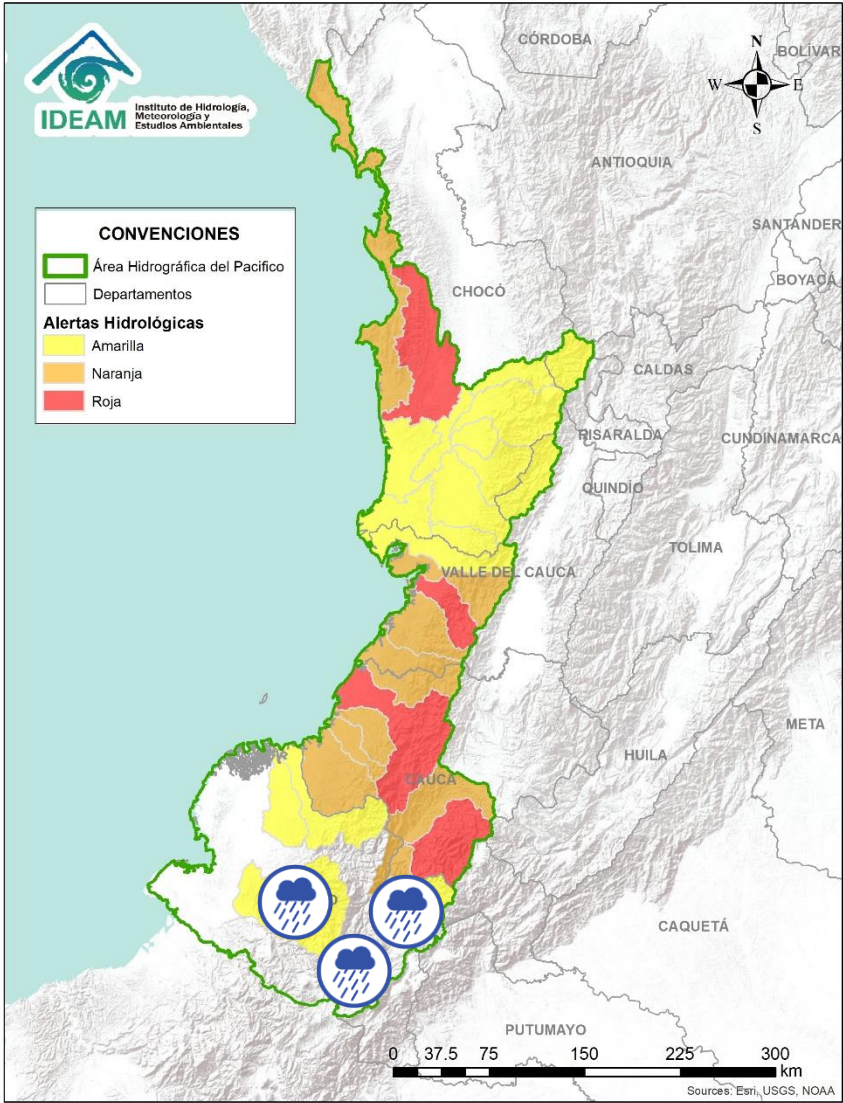 IDEAM
Instituto de Hidrología,
Meteorología y
Estudios Ambientales
CÓRDOBA
N
BOLÍVAR
W
E
S
ANTIOQUIA
SANTANDER
CONVENCIONES
Área Hidrográfica del Pacifico
Departamentos
Alertas Hidrológicas
Amarilla
Naranja
Roja
BOYACÁ
CHOCÓ
CALDAS
RISARALDA
CUNDINAMARCA
QUINDÍO
TOLIMA
VALLE DEL CAUCA
META
HUILA
CAUCA
CAQUETÁ
PUTUMAYO
0 37.5 75 150 225 300
km
Sources: Esri, USGS, NOAA